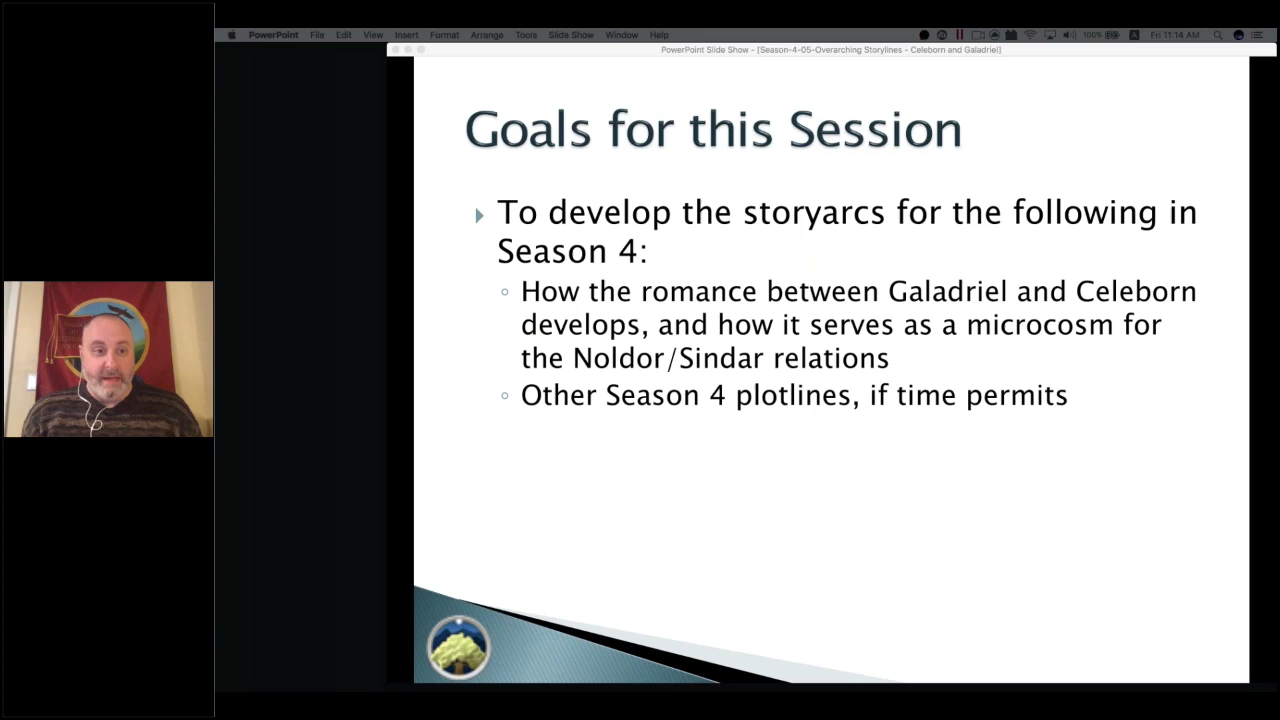 PowerPoint File Edit View Insert Format Arrange Tools Slide Show Window Help 100% Fri 11:14 AM
PowerPoint Slide Show - [Season-4-05-Overarching Storylines - Celeborn and Galadriel]
Goals for this Session
To develop the storyarcs for the following in
Season 4:
How the romance between Galadriel and Celeborn
develops, and how it serves as a microcosm for
the Noldor/Sindar relations
Other Season 4 plotlines, if time permits